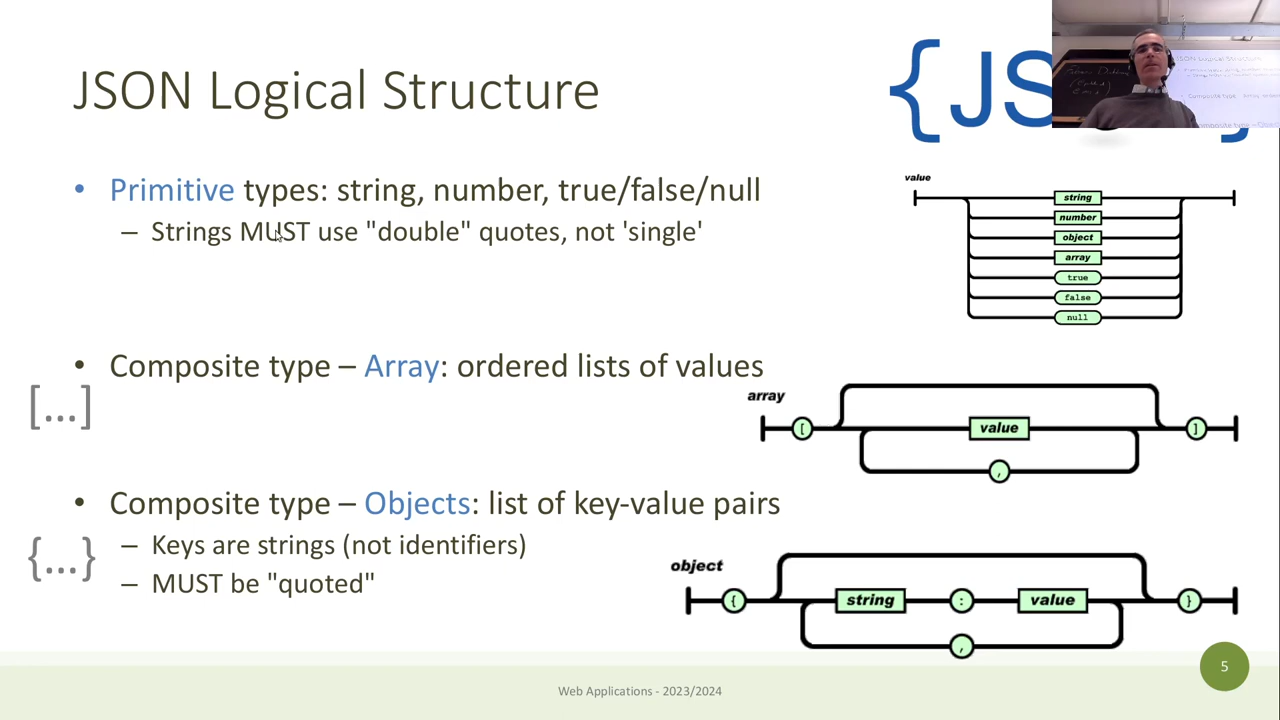 JSON Logical Structure
{JS
}
• Primitive types: string, number, true/false/null
– Strings MUST use "double" quotes, not 'single'
value
string
number
object
array
true
false
null
• Composite type – Array: ordered lists of values
[...]
array
[
value
,
]
• Composite type – Objects: list of key-value pairs
{...}
– Keys are strings (not identifiers)
– MUST be "quoted"
object
{
string
:
value
,
}
5
Web Applications - 2023/2024